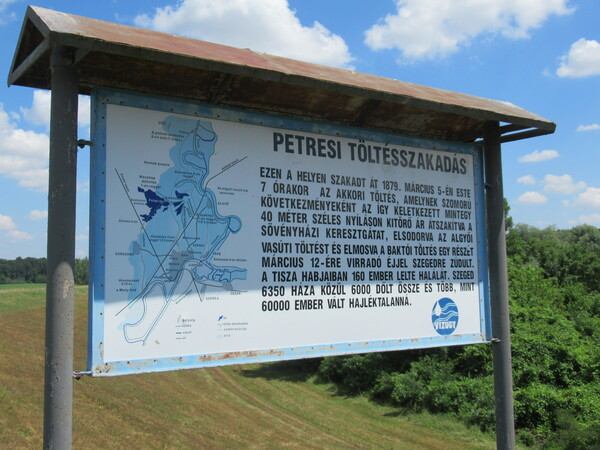 PETRESI TÖLTÉSSZAKADÁS
EZEN A HELYEN SZAKADT ÁT 1879. MÁRCIUS 5-ÉN ESTE
7 ÓRAKOR AZ AKKORI TÖLTÉS, AMELYNEK SZOMORÚ
KÖVETKEZMÉNYEKÉNT AZ ÍGY KELETKEZETT MINTEGY
40 MÉTER SZÉLES NYÍLÁSON KITÖRŐ ÁR ÁTSZAKÍTVA A
SÖVÉNYHÁZI KERESZTGÁTAT, ELSODORVA AZ ALGYŐI
VASÚTI TÖLTÉST ÉS ELMOSVA A BAKTÓI TÖLTÉS EGY RÉSZÉT
MÁRCIUS 12-ÉRE VIRRADÓ ÉJJEL SZEGEDRE ZÚDULT.
A TISZA HABJAIBAN 160 EMBER LELTE HALÁLÁT, SZEGED
6350 HÁZA KÖZÜL 6000 DŐLT ÖSSZE ÉS TÖBB, MINT
60000 EMBER VÁLT HAJLÉKTALANNÁ.
VÍZÜGY